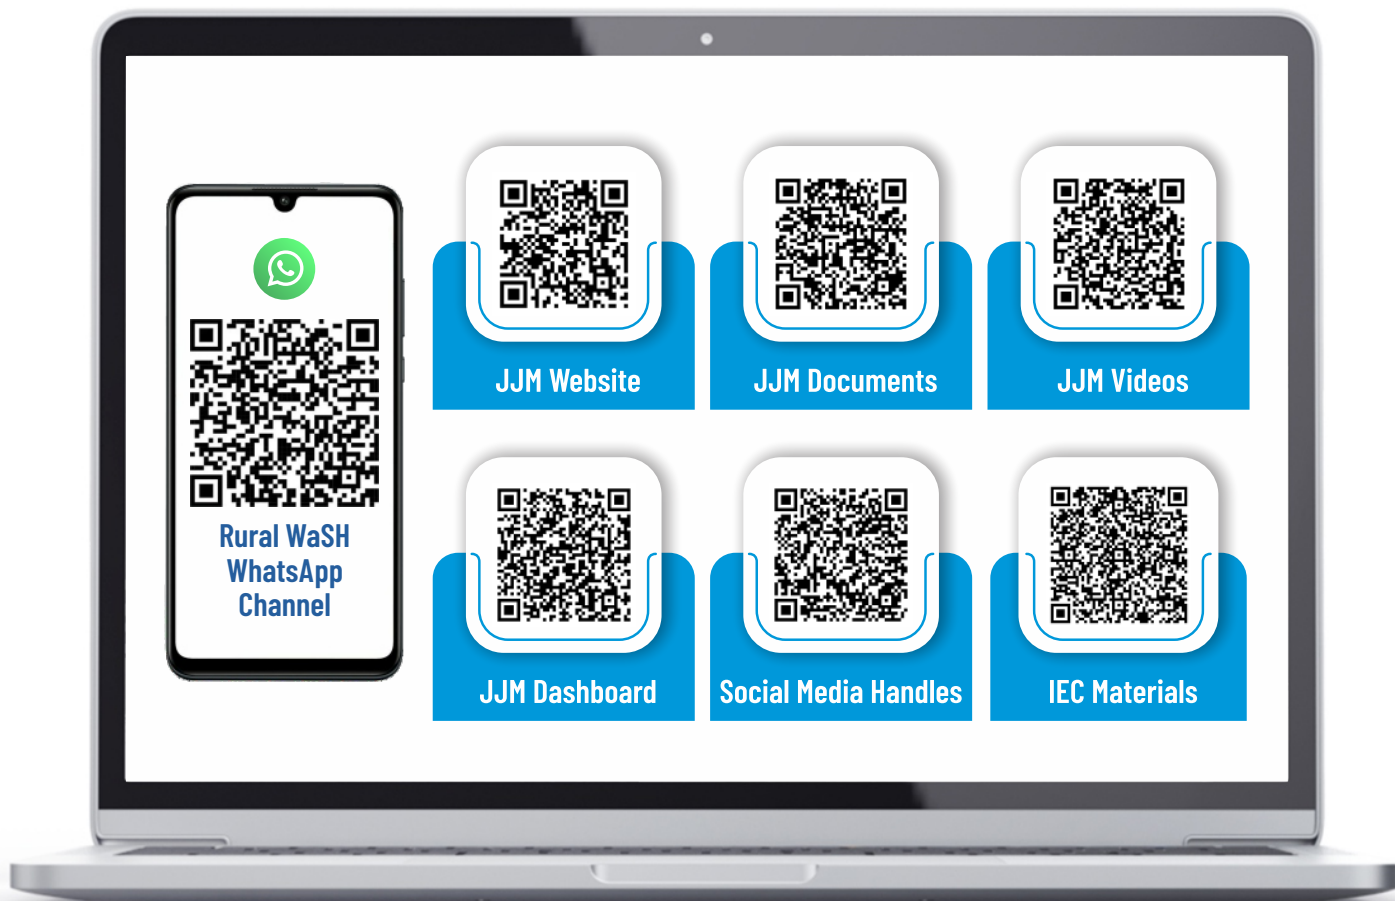 Rural WaSH
WhatsApp
Channel
JJM Website
JJM Documents
JJM Videos
JJM Dashboard
Social Media Handles
IEC Materials